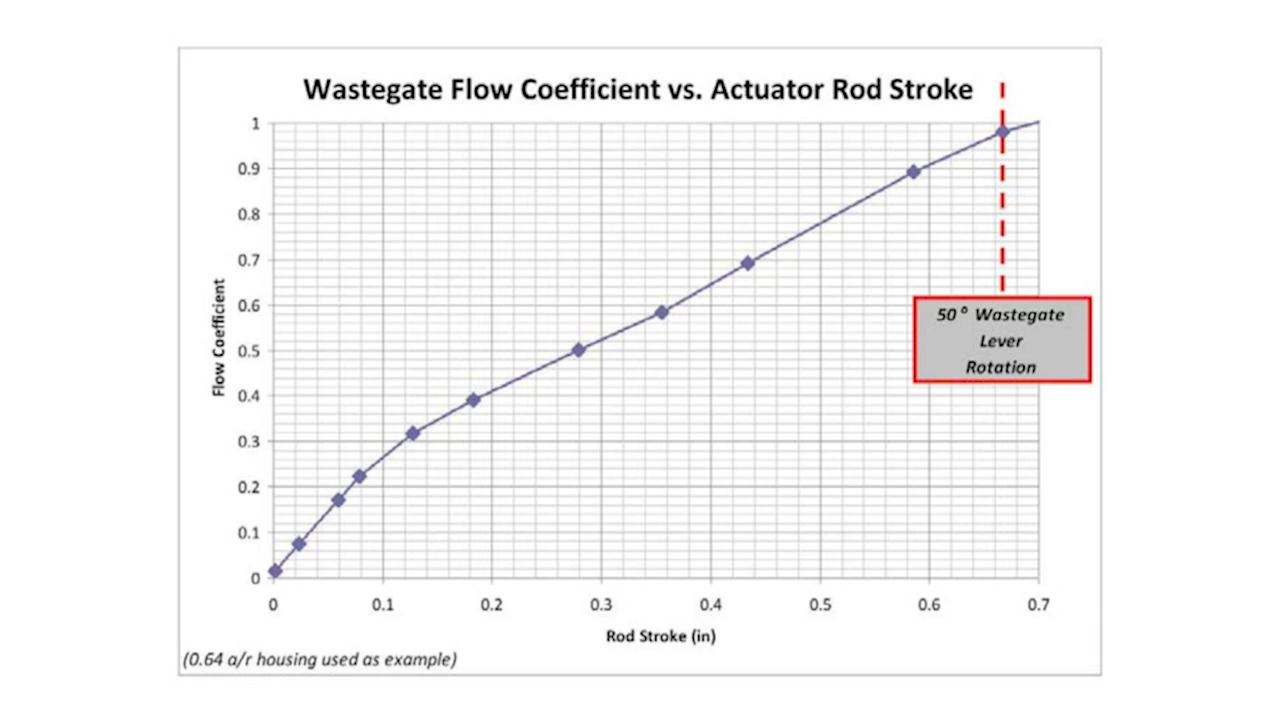 Wastegate Flow Coefficient vs. Actuator Rod Stroke
1
0.9
0.8
0.7
0.6
0.5
0.4
0.3
0.2
0.1
0
Flow Coefficient
50° Wastegate
Lever
Rotation
0 0.1 0.2 0.3 0.4 0.5 0.6 0.7
Rod Stroke (in)
(0.64 a/r housing used as example)